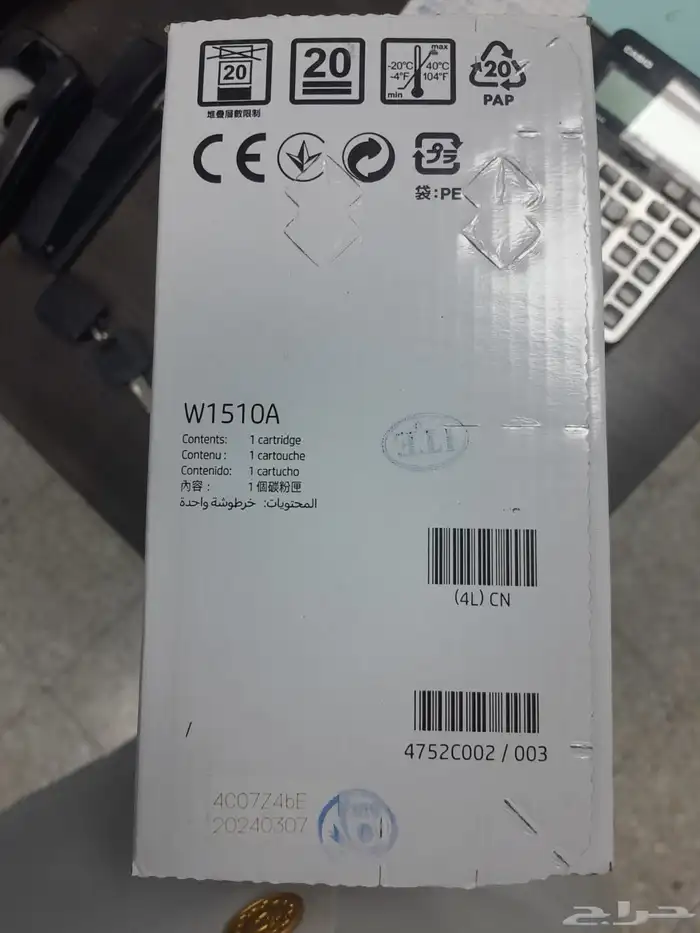 CASIO
20
20
max
-20°C 40°C
-4°F 104°F
min
20
PAP
堆疊層數限制
CE
プラ
袋:PE
W1510A
Contents: 1 cartridge
Contenu : 1 cartouche
Contenido: 1 cartucho
內容 : 1 個碳粉匣
المحتويات: خرطوشة واحدة
(4L) CN
/
4752C002 / 003
4C07Z4bE
20240307
حراج